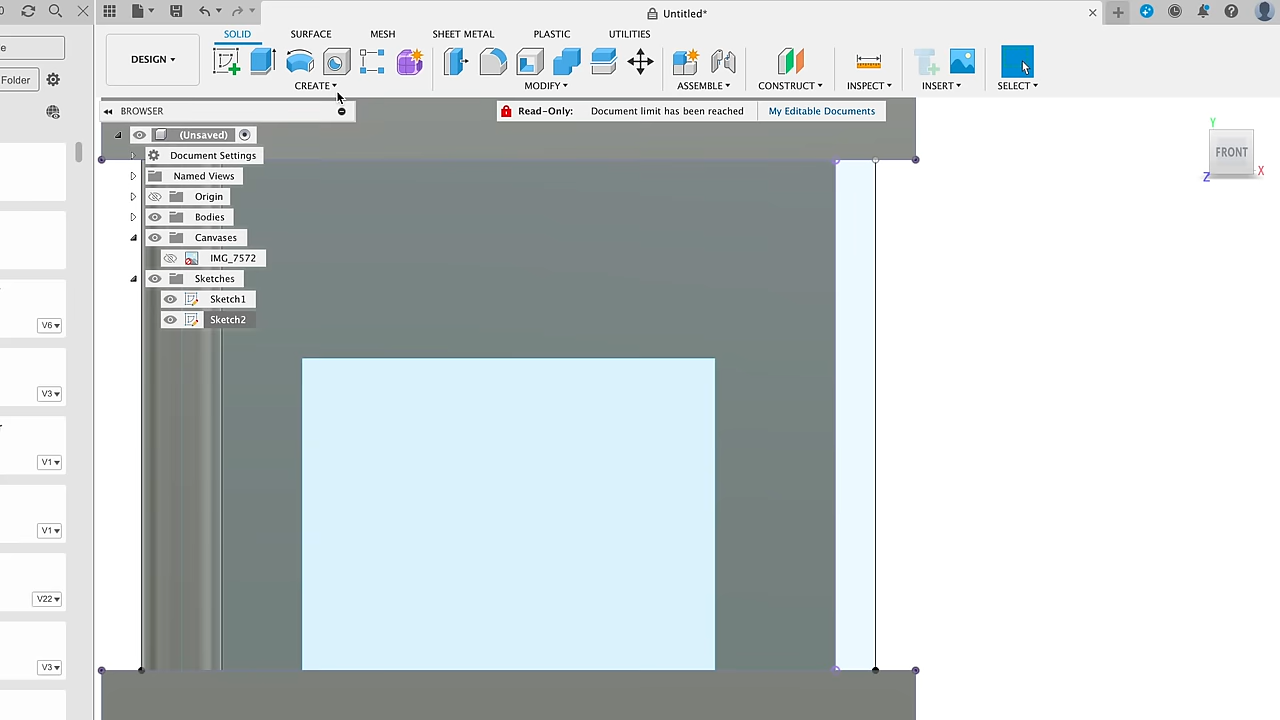 Untitled*
e
SOLID SURFACE MESH SHEET METAL PLASTIC UTILITIES
DESIGN
CREATE MODIFY ASSEMBLE CONSTRUCT INSPECT INSERT SELECT
Folder
BROWSER
Read-Only: Document limit has been reached My Editable Documents
(Unsaved)
Document Settings
Named Views
Origin
Bodies
Canvases
IMG_7572
Sketches
Sketch1
Sketch2
V6
V3
r
V1
V1
V22
V3
Y
FRONT
X
Z